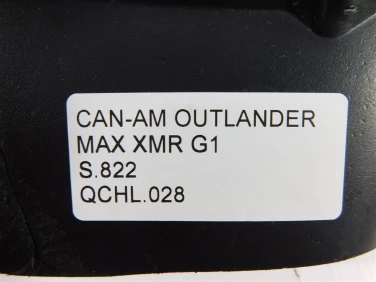 CAN-AM OUTLANDER
MAX XMR G1
S.822
QCHL.028